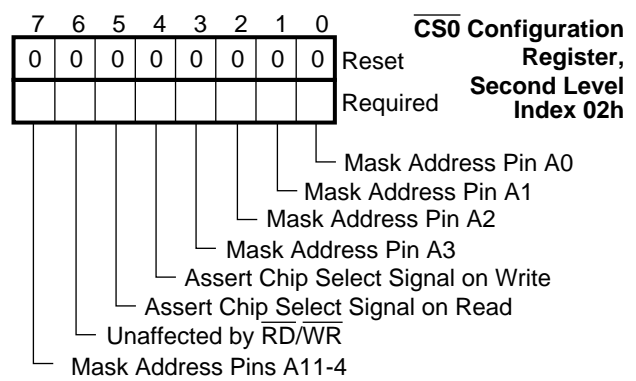 7 6 5 4 3 2 1 0
CS0 Configuration
Register,
Second Level
Index 02h
0 0 0 0 0 0 0 0 Reset
Required
Mask Address Pin A0
Mask Address Pin A1
Mask Address Pin A2
Mask Address Pin A3
Assert Chip Select Signal on Write
Assert Chip Select Signal on Read
Unaffected by RD/WR
Mask Address Pins A11-4